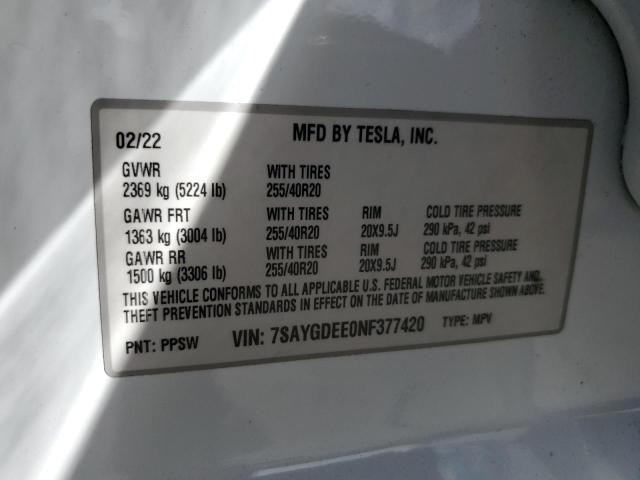 02/22 MFD BY TESLA, INC.
GVWR WITH TIRES
2369 kg (5224 lb) 255/40R20
GAWR FRT WITH TIRES RIM COLD TIRE PRESSURE
1363 kg (3004 lb) 255/40R20 20X9.5J 290 kPa, 42 psi
GAWR RR WITH TIRES RIM COLD TIRE PRESSURE
1500 kg (3306 lb) 255/40R20 20X9.5J 290 kPa, 42 psi
THIS VEHICLE CONFORMS TO ALL APPLICABLE U.S. FEDERAL MOTOR VEHICLE SAFETY AND
THEFT PREVENTION STANDARDS IN EFFECT ON THE DATE OF MANUFACTURE SHOWN ABOVE.
PNT: PPSW VIN: 7SAYGDEE0NF377420 TYPE: MPV